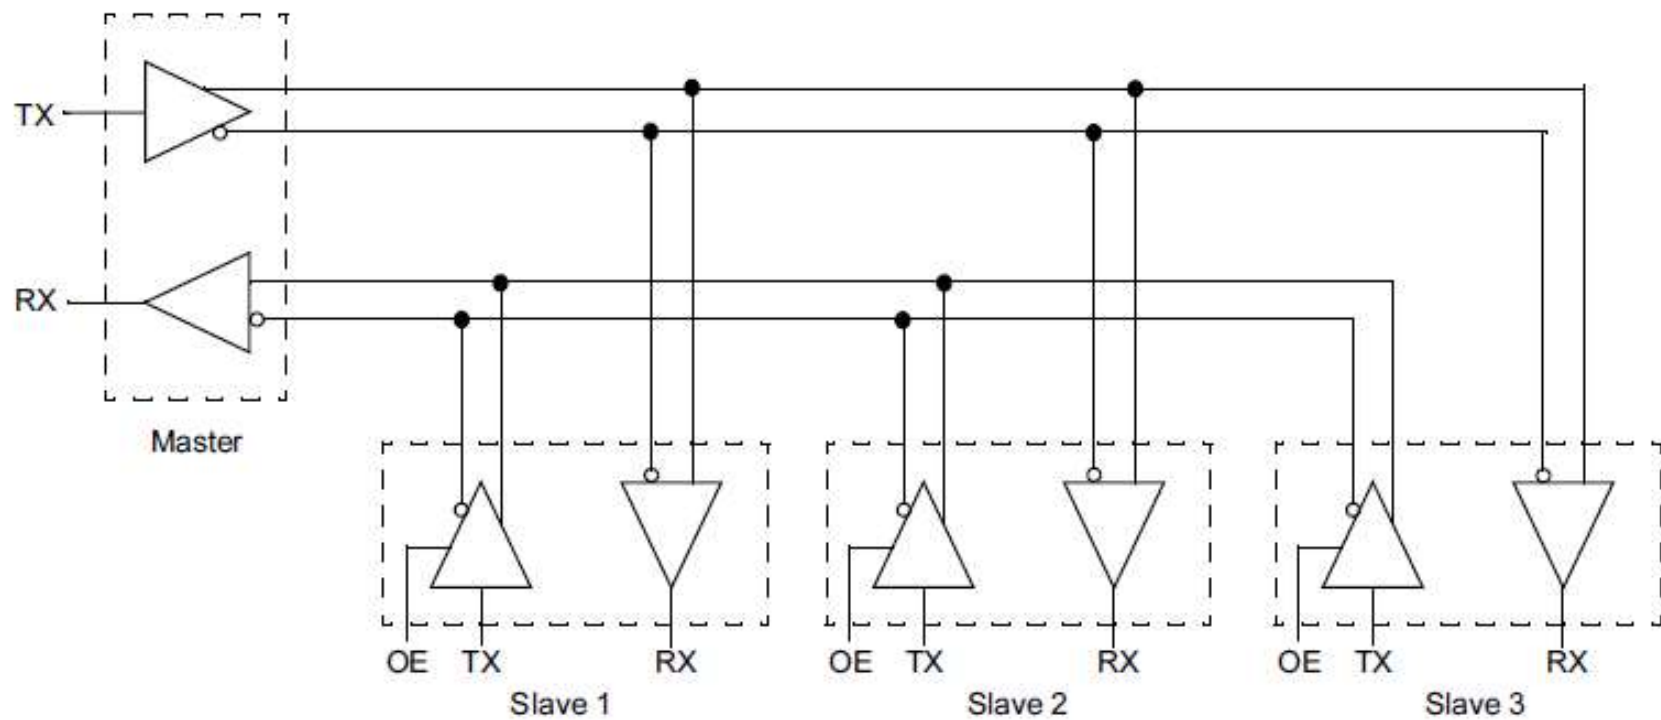 TX
RX
Master
OE TX RX OE TX RX OE TX RX
Slave 1 Slave 2 Slave 3